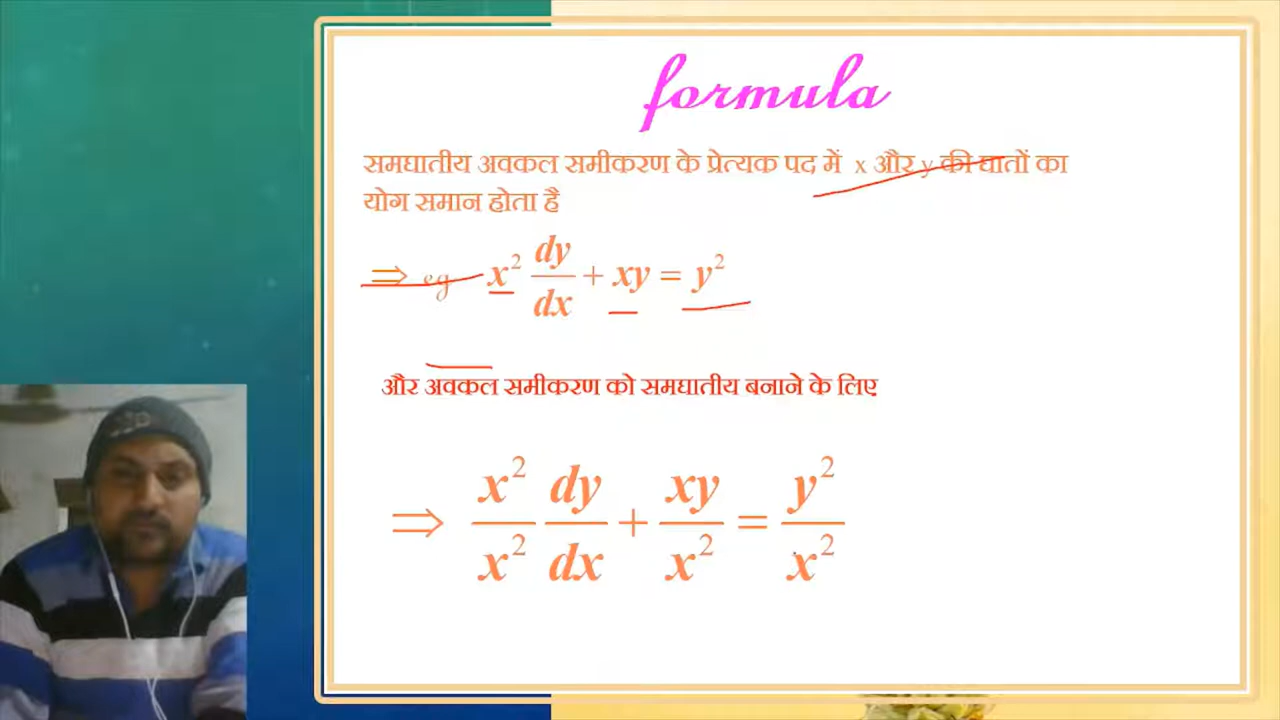 formula
समघातीय अवकल समीकरण के प्रेत्यक पद में x और y की घातों का
योग समान होता है
⇒ eg x² dy/dx + xy = y²
और अवकल समीकरण को समघातीय बनाने के लिए
⇒ x²/x² dy/dx + xy/x² = y²/x²